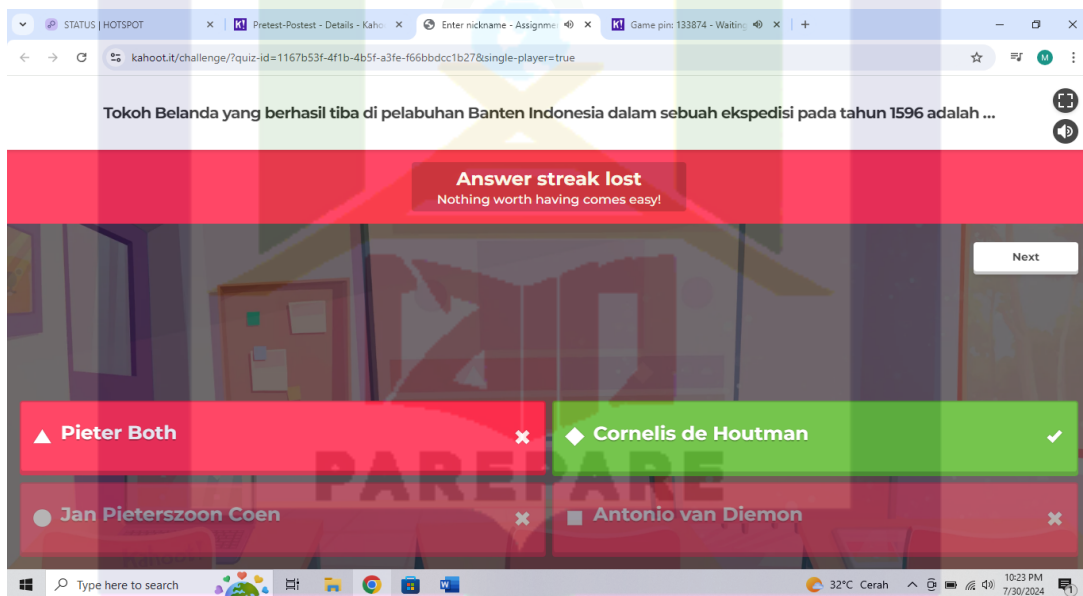 STATUS | HOTSPOT
Pretest-Postest - Details - Kaho
Enter nickname - Assignme
Game pin: 133874 - Waiting
kahoot.it/challenge/?quiz-id=1167b53f-4f1b-4b5f-a3fe-f66bbdcc1b27&single-player=true
M
Tokoh Belanda yang berhasil tiba di pelabuhan Banten Indonesia dalam sebuah ekspedisi pada tahun 1596 adalah ...
Answer streak lost
Nothing worth having comes easy!
Next
Pieter Both
Cornelis de Houtman
PAREPARE
Jan Pieterszoon Coen
Antonio van Diemon
Type here to search
32°C Cerah
10:23 PM
7/30/2024